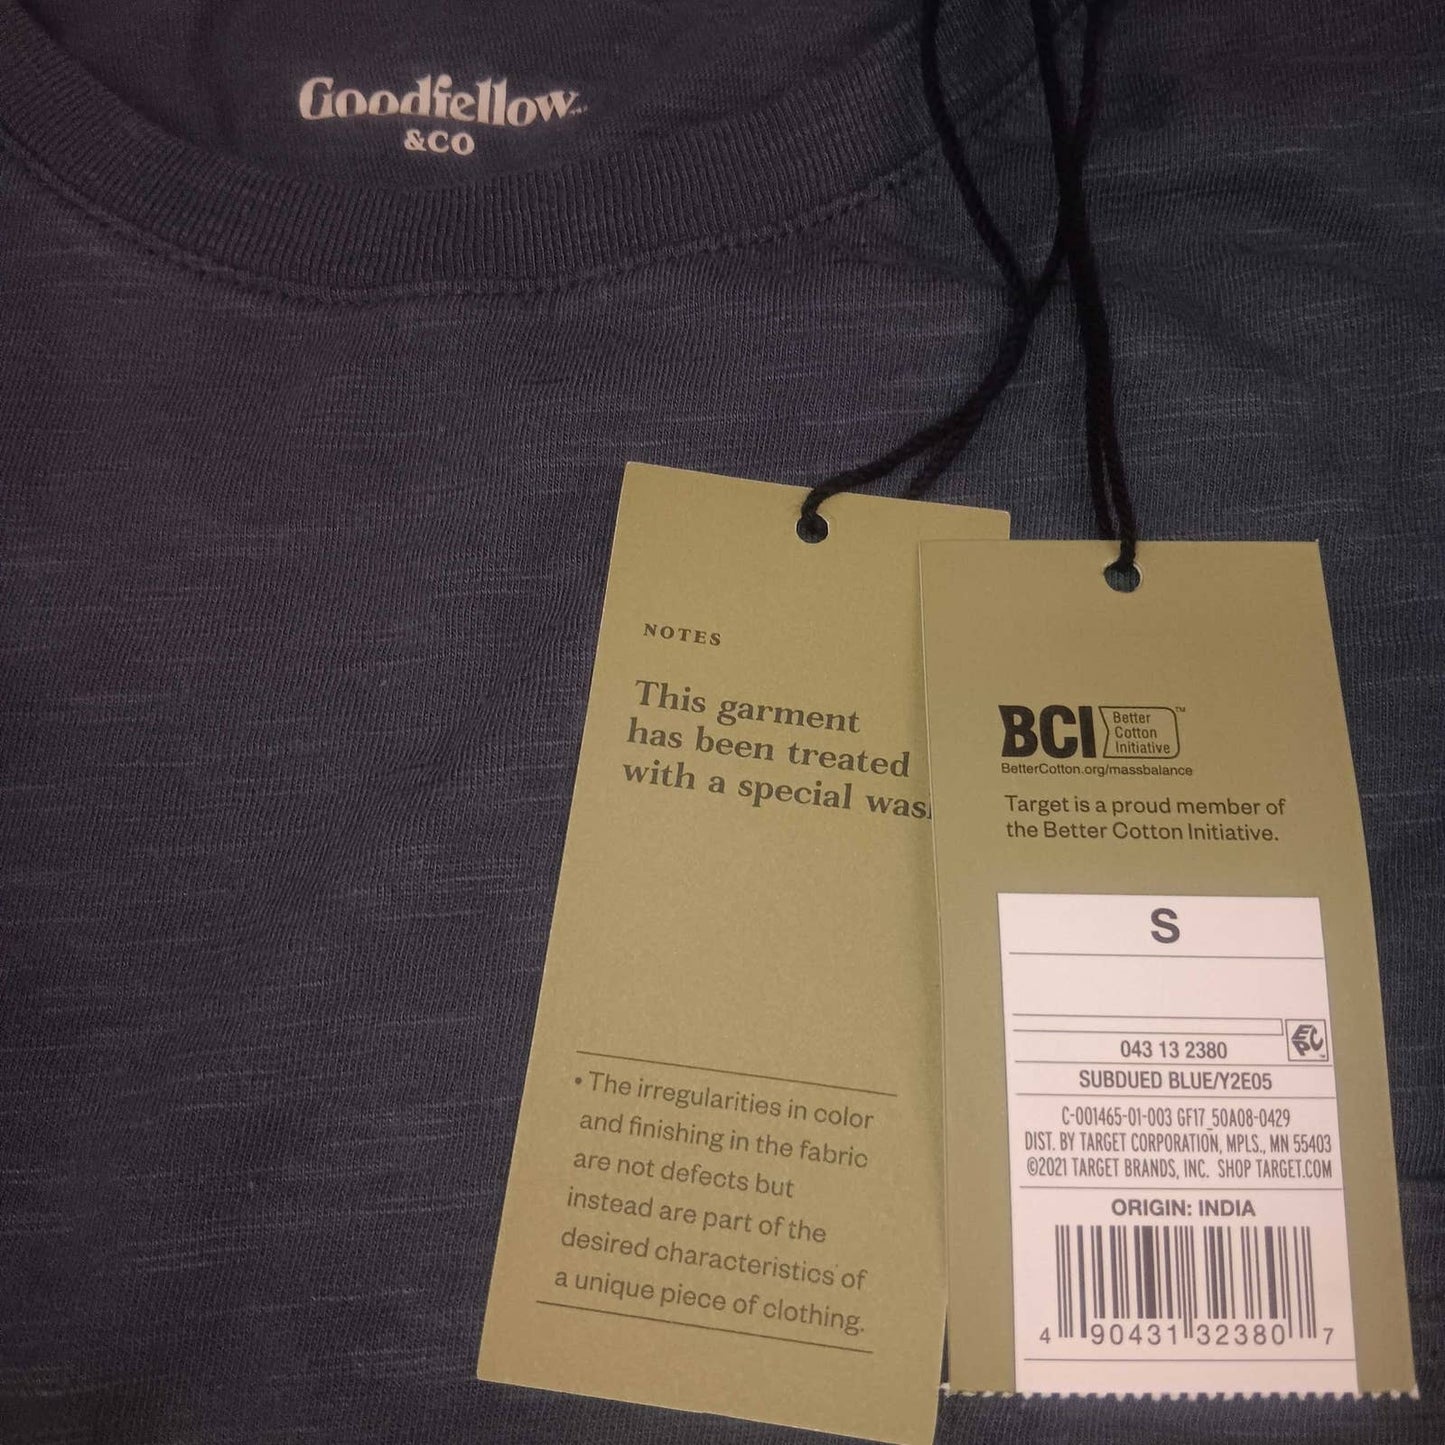 Goodfellow
&CO
NOTES
This garment
has been treated
with a special
• The irregularities in color
and finishing in the fabric
are not defects but
instead are part of the
desired characteristics of
a unique piece of clothing.
BCI Better
Cotton
Initiative™
BetterCotton.org/massbalance
Target is a proud member of
the Better Cotton Initiative.
S
EPC
043 13 2380
SUBDUED BLUE/Y2E05
C-001465-01-003 GF17_50A08-0429
DIST. BY TARGET CORPORATION, MPLS., MN 55403
©2021 TARGET BRANDS, INC. SHOP TARGET.COM
ORIGIN: INDIA
4 90431 32380 7